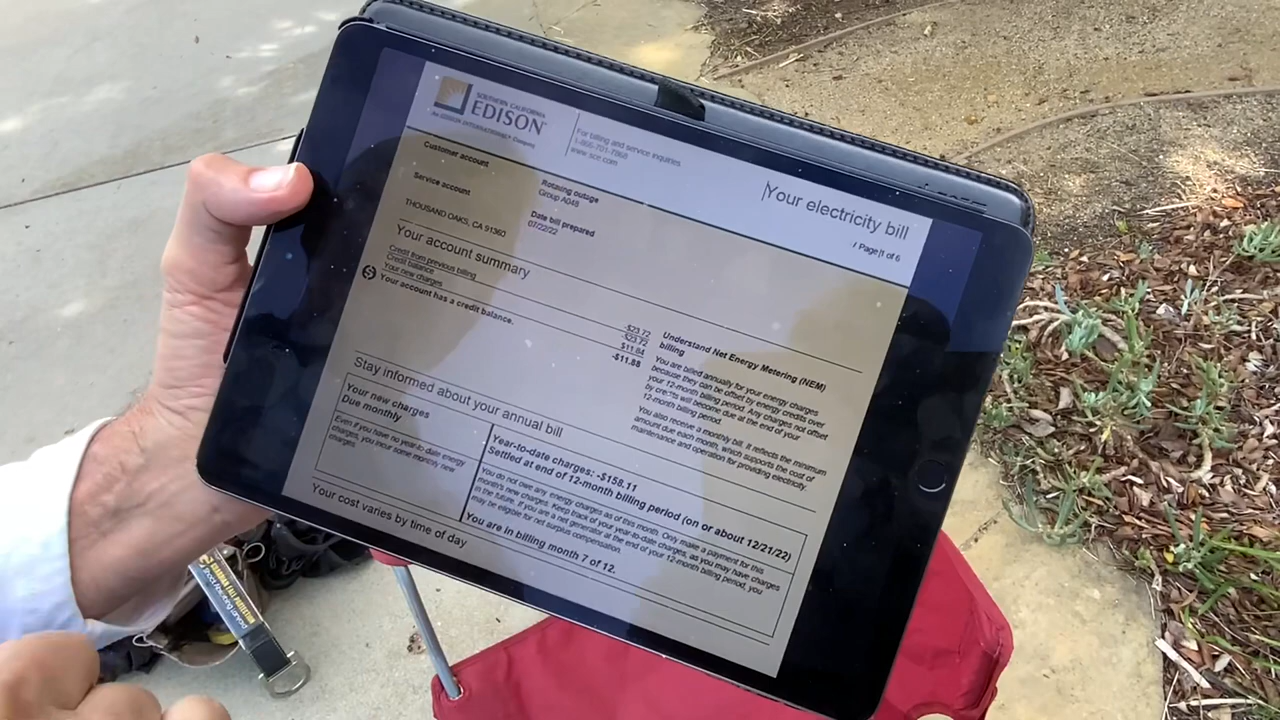 SOUTHERN CALIFORNIA
EDISON
An EDISON INTERNATIONAL® Company
For billing and service inquiries
1-866-701-7868
www.sce.com
Your electricity bill
/ Page 1 of 6
Customer account
Service account
THOUSAND OAKS, CA 91360
Rotating outage
Group A048
Date bill prepared
07/22/22
Your account summary
Credit from previous billing -$23.72
Credit balance -$23.72
Your new charges $11.84
Your account has a credit balance. -$11.88
Understand Net Energy Metering (NEM)
billing
You are billed annually for your energy charges
because they can be offset by energy credits over
your 12-month billing period. Any charges not offset
by credits will become due at the end of your
12-month billing period.
You also receive a monthly bill. It reflects the minimum
amount due each month, which supports the cost of
maintenance and operation for providing electricity.
Stay informed about your annual bill
Your new charges
Due monthly
Even if you have no year-to-date energy
charges, you incur some monthly new
charges.
Year-to-date charges: -$158.11
Settled at end of 12-month billing period (on or about 12/21/22)
You do not owe any energy charges as of this month. Only make a payment for this
month's new charges. Keep track of your year-to-date charges, as you may have charges
in the future. If you are a net generator at the end of your 12-month billing period, you
may be eligible for net surplus compensation.
You are in billing month 7 of 12.
Your cost varies by time of day
GUARDIAN FALL PROTECTION